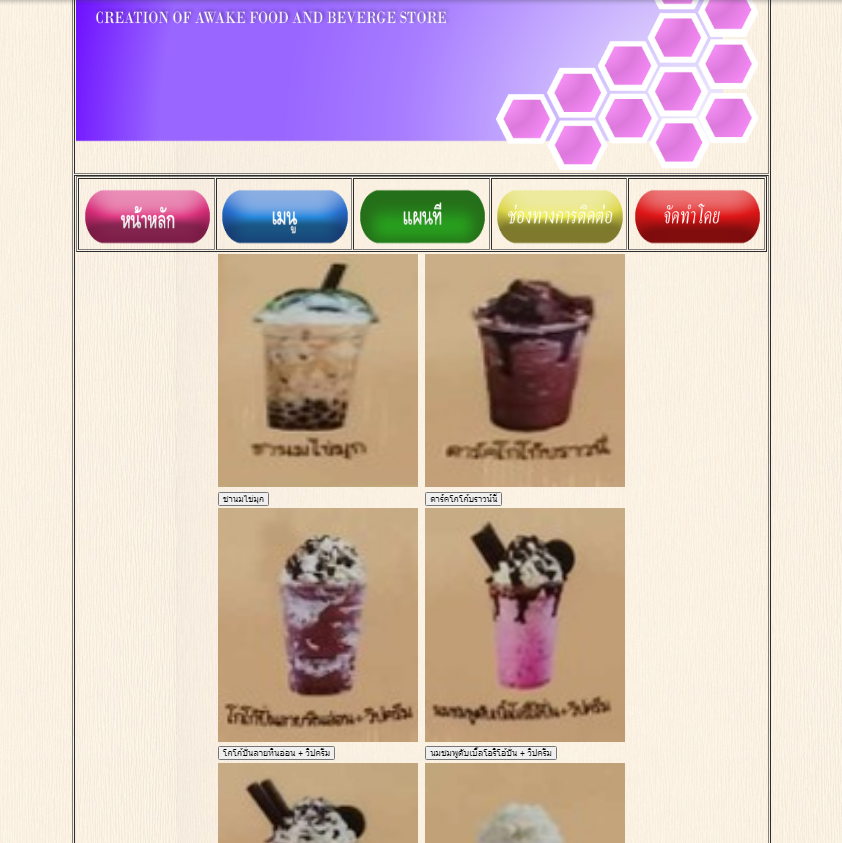 CREATION OF AWAKE FOOD AND BEVERGE STORE
หน้าหลัก
เมนู
แผนที่
ช่องทางการติดต่อ
จัดทำโดย
ชานมไข่มุก
ดาร์คโกโก้บราวนี่
ชานมไข่มุก
ดาร์คโกโก้บราวน์นี่
โกโก้ปั่นลายหินอ่อน + วิปครีม
นมชมพูดับเบิ้ลโอริโอ้ปั่น + วิปครีม
โกโก้ปั่นลายหินออน + วิปครีม
นมชมพูดับเบิ้ลโอริโอ้ปั่น + วิปครีม